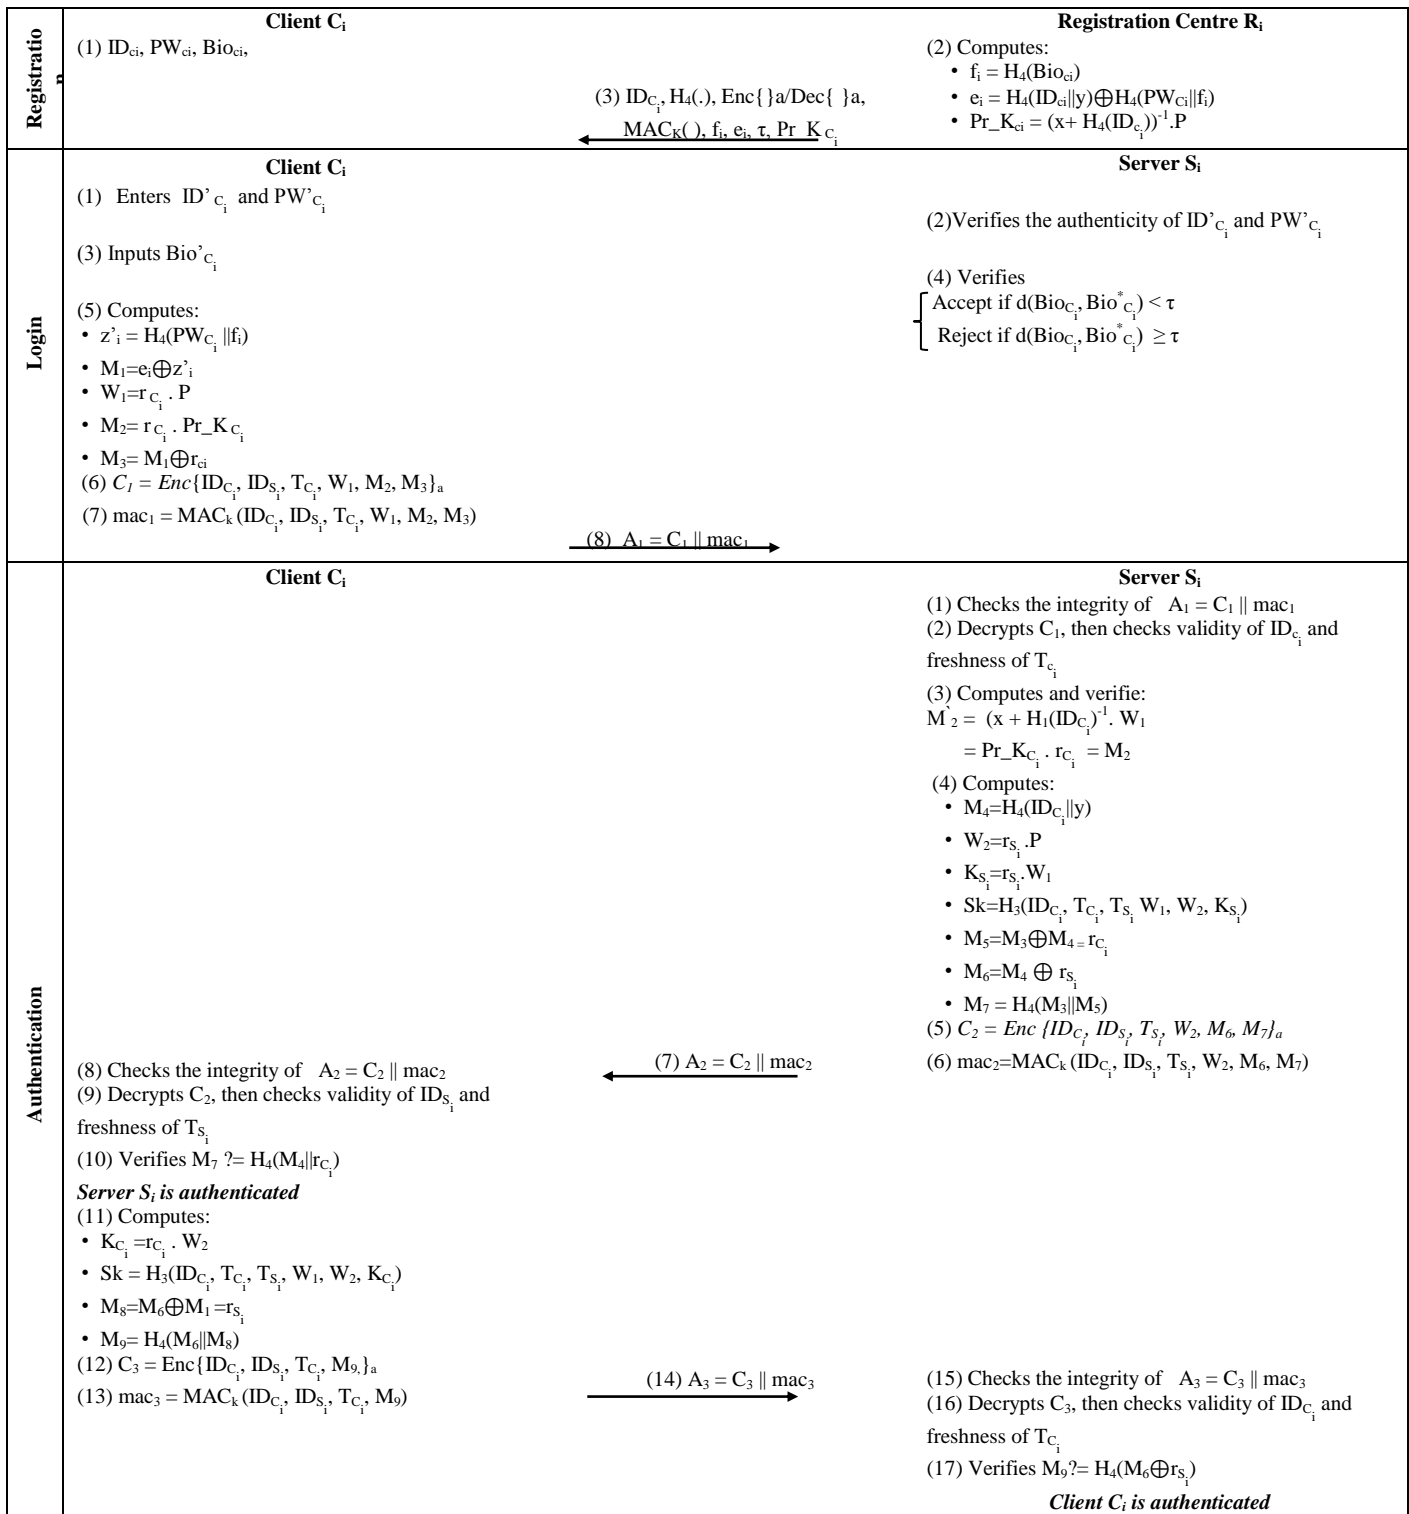 Registratio
n
Client Ci
(1) IDci, PWci, Bioci,
Registration Centre Ri
(2) Computes:
• fi = H4(Bioci)
• ei = H4(IDci||y)⊕H4(PWCi||fi)
• Pr_Kci = (x+ H4(IDci))-1.P
(3) IDCi, H4(.), Enc{ }a/Dec{ }a,
MACK( ), fi, ei, τ, Pr_KCi
Login
Client Ci
(1) Enters ID’Ci and PW’Ci
(3) Inputs Bio’Ci
(5) Computes:
• z’i = H4(PWCi ||fi)
• M1=ei⊕z’i
• W1=rCi . P
• M2= rCi . Pr_KCi
• M3= M1⊕rci
(6) C1 = Enc{IDCi, IDSi, TCi, W1, M2, M3}a
(7) mac1 = MACk (IDCi, IDSi, TCi, W1, M2, M3)
Server Si
(2)Verifies the authenticity of ID’Ci and PW’Ci
(4) Verifies
Accept if d(BioCi, Bio*Ci) < τ
Reject if d(BioCi, Bio*Ci) ≥ τ
(8) A1 = C1 || mac1
Authentication
Client Ci
Server Si
(1) Checks the integrity of A1 = C1 || mac1
(2) Decrypts C1, then checks validity of IDci and
freshness of Tci
(3) Computes and verifie:
M`2 = (x + H1(IDCi)-1. W1
= Pr_KCi . rCi = M2
(4) Computes:
• M4=H4(IDCi||y)
• W2=rSi .P
• KSi=rSi.W1
• Sk=H3(IDCi, TCi, TSi W1, W2, KSi)
• M5=M3⊕M4 = rCi
• M6=M4 ⊕ rSi
• M7 = H4(M3||M5)
(5) C2 = Enc {IDCi, IDSi, TSi, W2, M6, M7}a
(6) mac2=MACk (IDCi, IDSi, TSi, W2, M6, M7)
(7) A2 = C2 || mac2
(8) Checks the integrity of A2 = C2 || mac2
(9) Decrypts C2, then checks validity of IDSi and
freshness of TSi
(10) Verifies M7 ?= H4(M4||rCi)
Server Si is authenticated
(11) Computes:
• KCi =rCi . W2
• Sk = H3(IDCi, TCi, TSi, W1, W2, KCi)
• M8=M6⊕M1 =rSi
• M9= H4(M6||M8)
(12) C3 = Enc{IDCi, IDSi, TCi, M9,}a
(13) mac3 = MACk (IDCi, IDSi, TCi, M9)
(14) A3 = C3 || mac3
(15) Checks the integrity of A3 = C3 || mac3
(16) Decrypts C3, then checks validity of IDCi and
freshness of TCi
(17) Verifies M9?= H4(M6⊕rSi)
Client Ci is authenticated